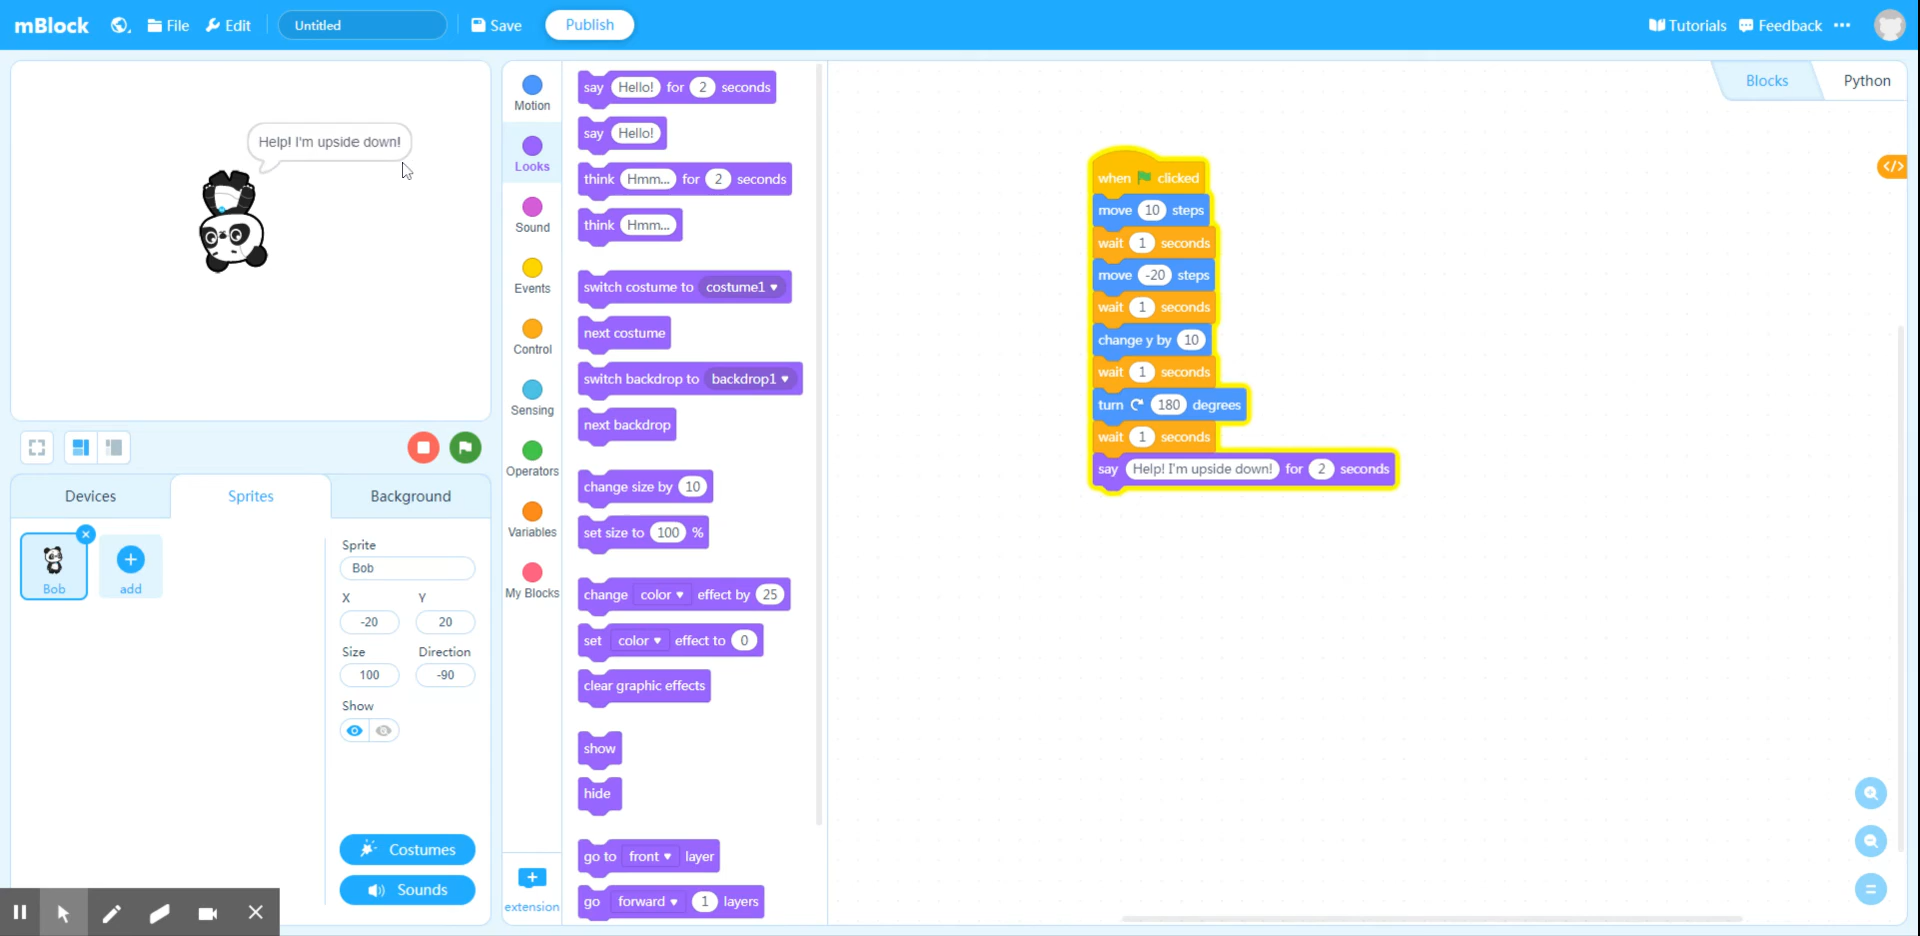 mBlock File Edit Untitled Save Publish Tutorials Feedback
Help! I'm upside down!
Devices Sprites Background
Bob
add
Sprite
Bob
X Y
-20 20
Size Direction
100 -90
Show
Costumes
Sounds
Motion
Looks
Sound
Events
Control
Sensing
Operators
Variables
My Blocks
extension
say Hello! for 2 seconds
say Hello!
think Hmm... for 2 seconds
think Hmm...
switch costume to costume1
next costume
switch backdrop to backdrop1
next backdrop
change size by 10
set size to 100 %
change color effect by 25
set color effect to 0
clear graphic effects
show
hide
go to front layer
go forward 1 layers
Blocks Python
</>
when clicked
move 10 steps
wait 1 seconds
move -20 steps
wait 1 seconds
change y by 10
wait 1 seconds
turn 180 degrees
wait 1 seconds
say Help! I'm upside down! for 2 seconds